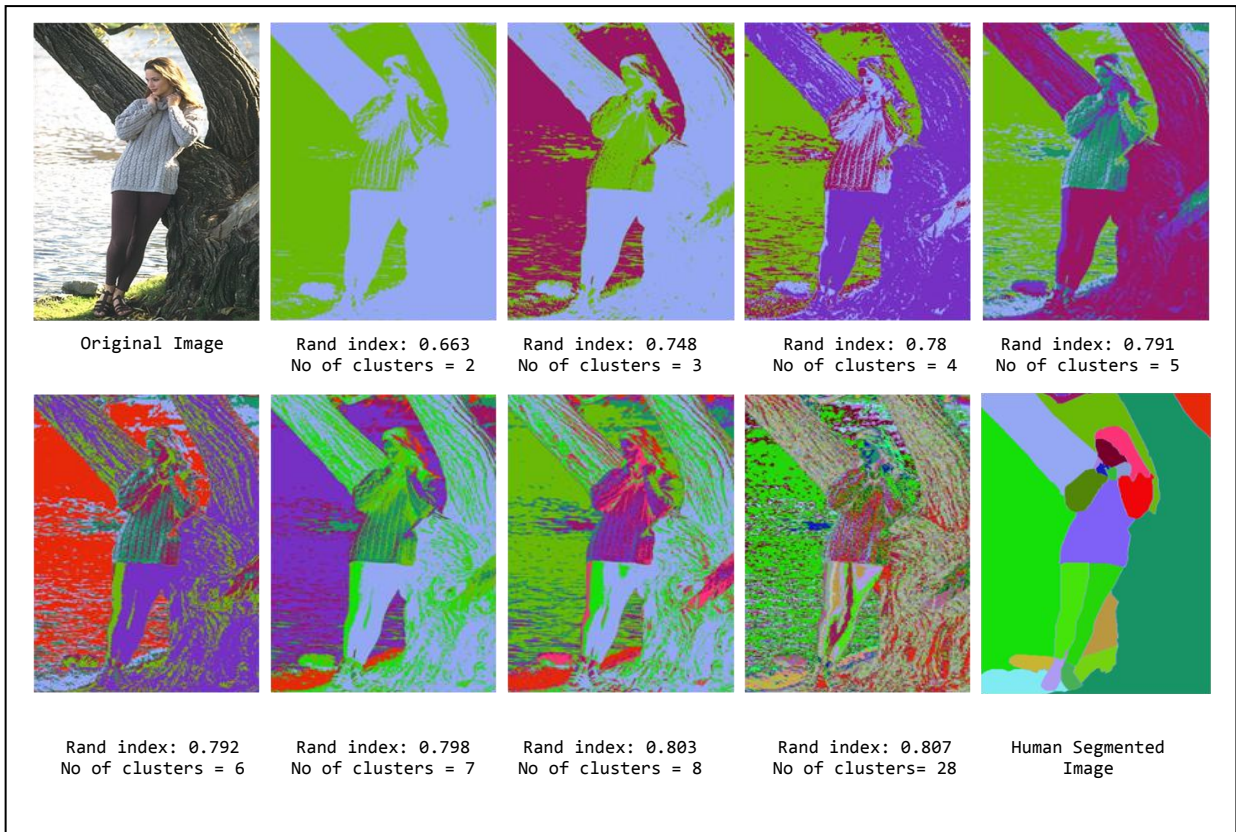 Original Image
Rand index: 0.663
No of clusters = 2
Rand index: 0.748
No of clusters = 3
Rand index: 0.78
No of clusters = 4
Rand index: 0.791
No of clusters = 5
Rand index: 0.792
No of clusters = 6
Rand index: 0.798
No of clusters = 7
Rand index: 0.803
No of clusters = 8
Rand index: 0.807
No of clusters= 28
Human Segmented
Image